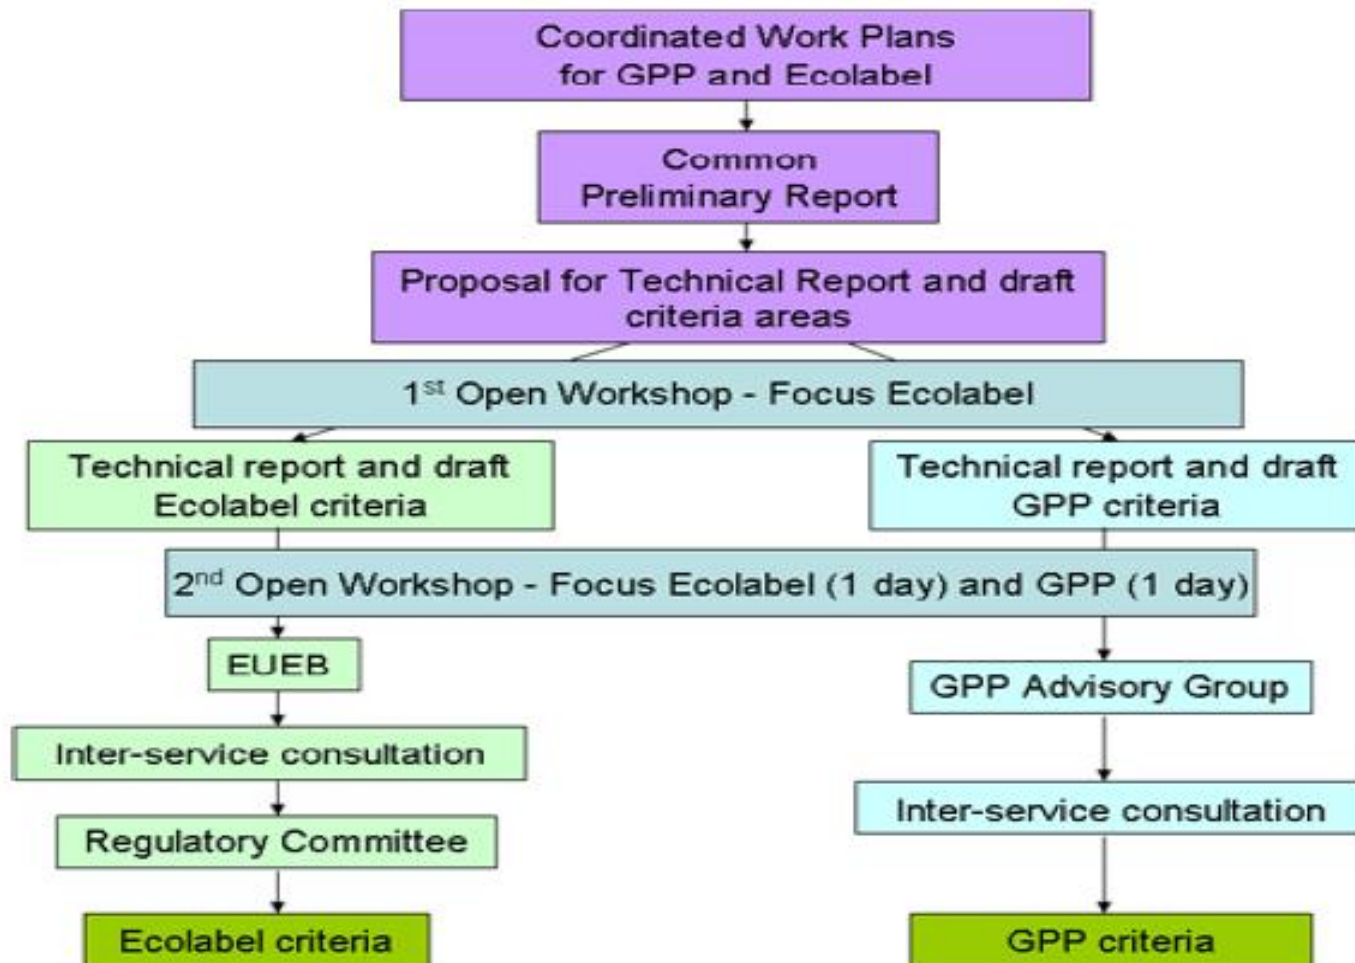 Coordinated Work Plans
for GPP and Ecolabel
Common
Preliminary Report
Proposal for Technical Report and draft
criteria areas
1st Open Workshop - Focus Ecolabel
Technical report and draft
Ecolabel criteria
Technical report and draft
GPP criteria
2nd Open Workshop - Focus Ecolabel (1 day) and GPP (1 day)
EUEB
GPP Advisory Group
Inter-service consultation
Inter-service consultation
Regulatory Committee
Ecolabel criteria
GPP criteria